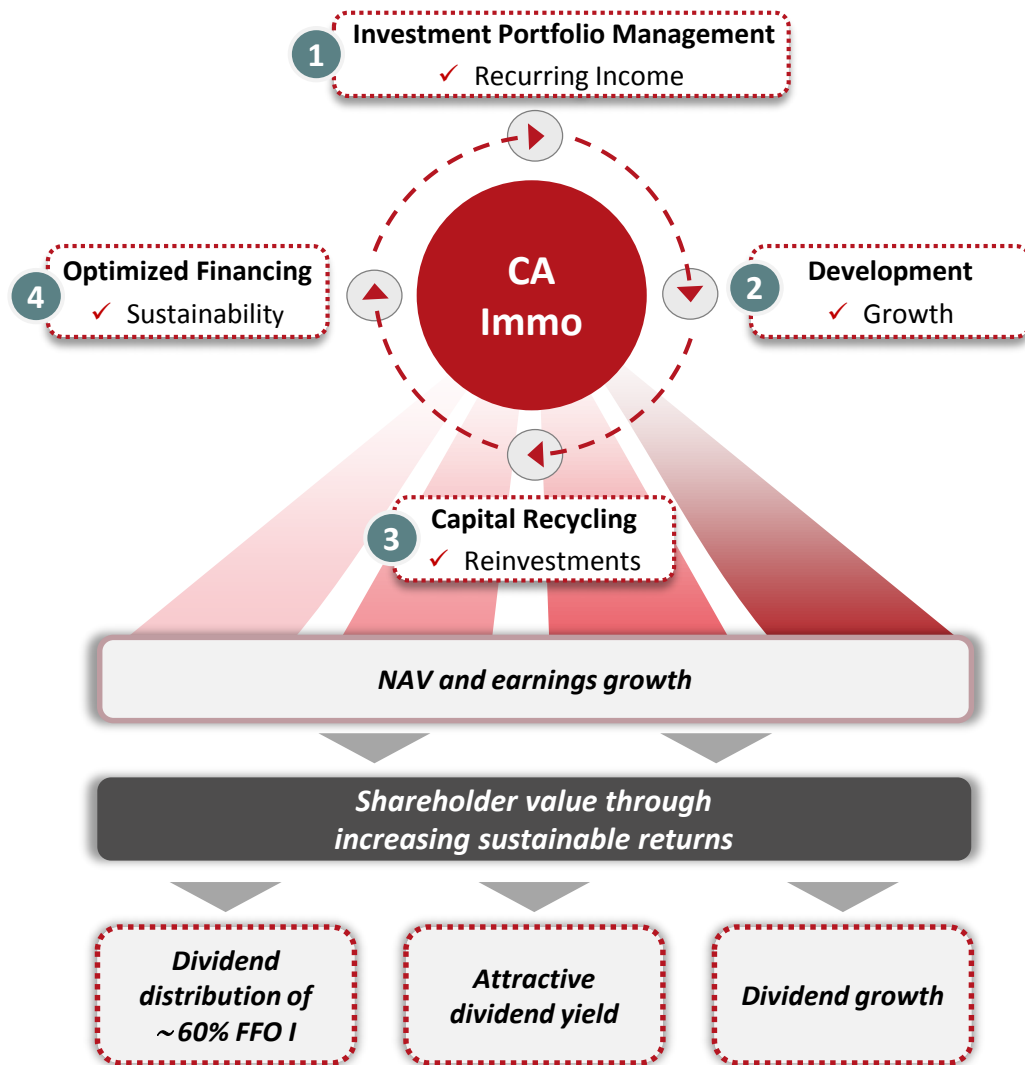 1
Investment Portfolio Management
✓ Recurring Income
4
Optimized Financing
✓ Sustainability
CA
Immo
2
Development
✓ Growth
3
Capital Recycling
✓ Reinvestments
NAV and earnings growth
Shareholder value through
increasing sustainable returns
Dividend
distribution of
~60% FFO I
Attractive
dividend yield
Dividend growth